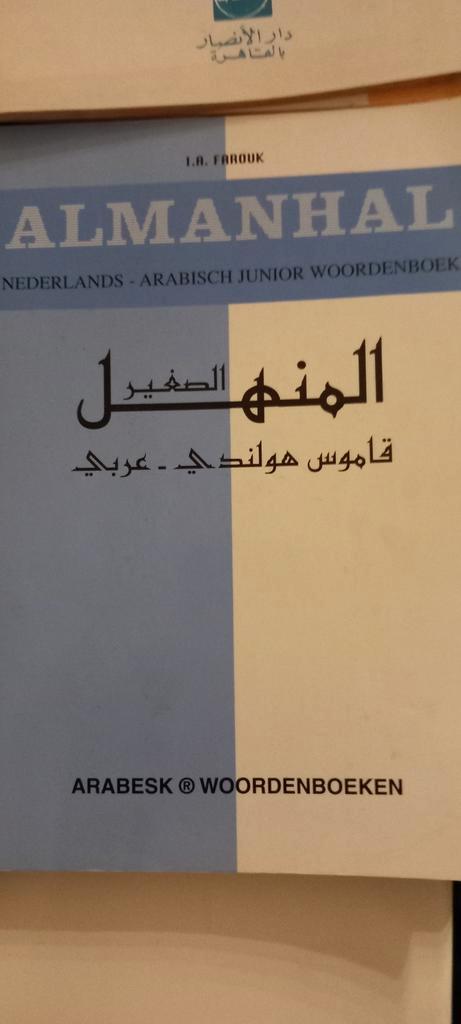 دار الأنصار
بالقاهرة
I.A. FAROUK
ALMANHAL
NEDERLANDS - ARABISCH JUNIOR WOORDENBOEK
المنهل الصغير
قاموس هولندي - عربي
ARABESK ® WOORDENBOEKEN